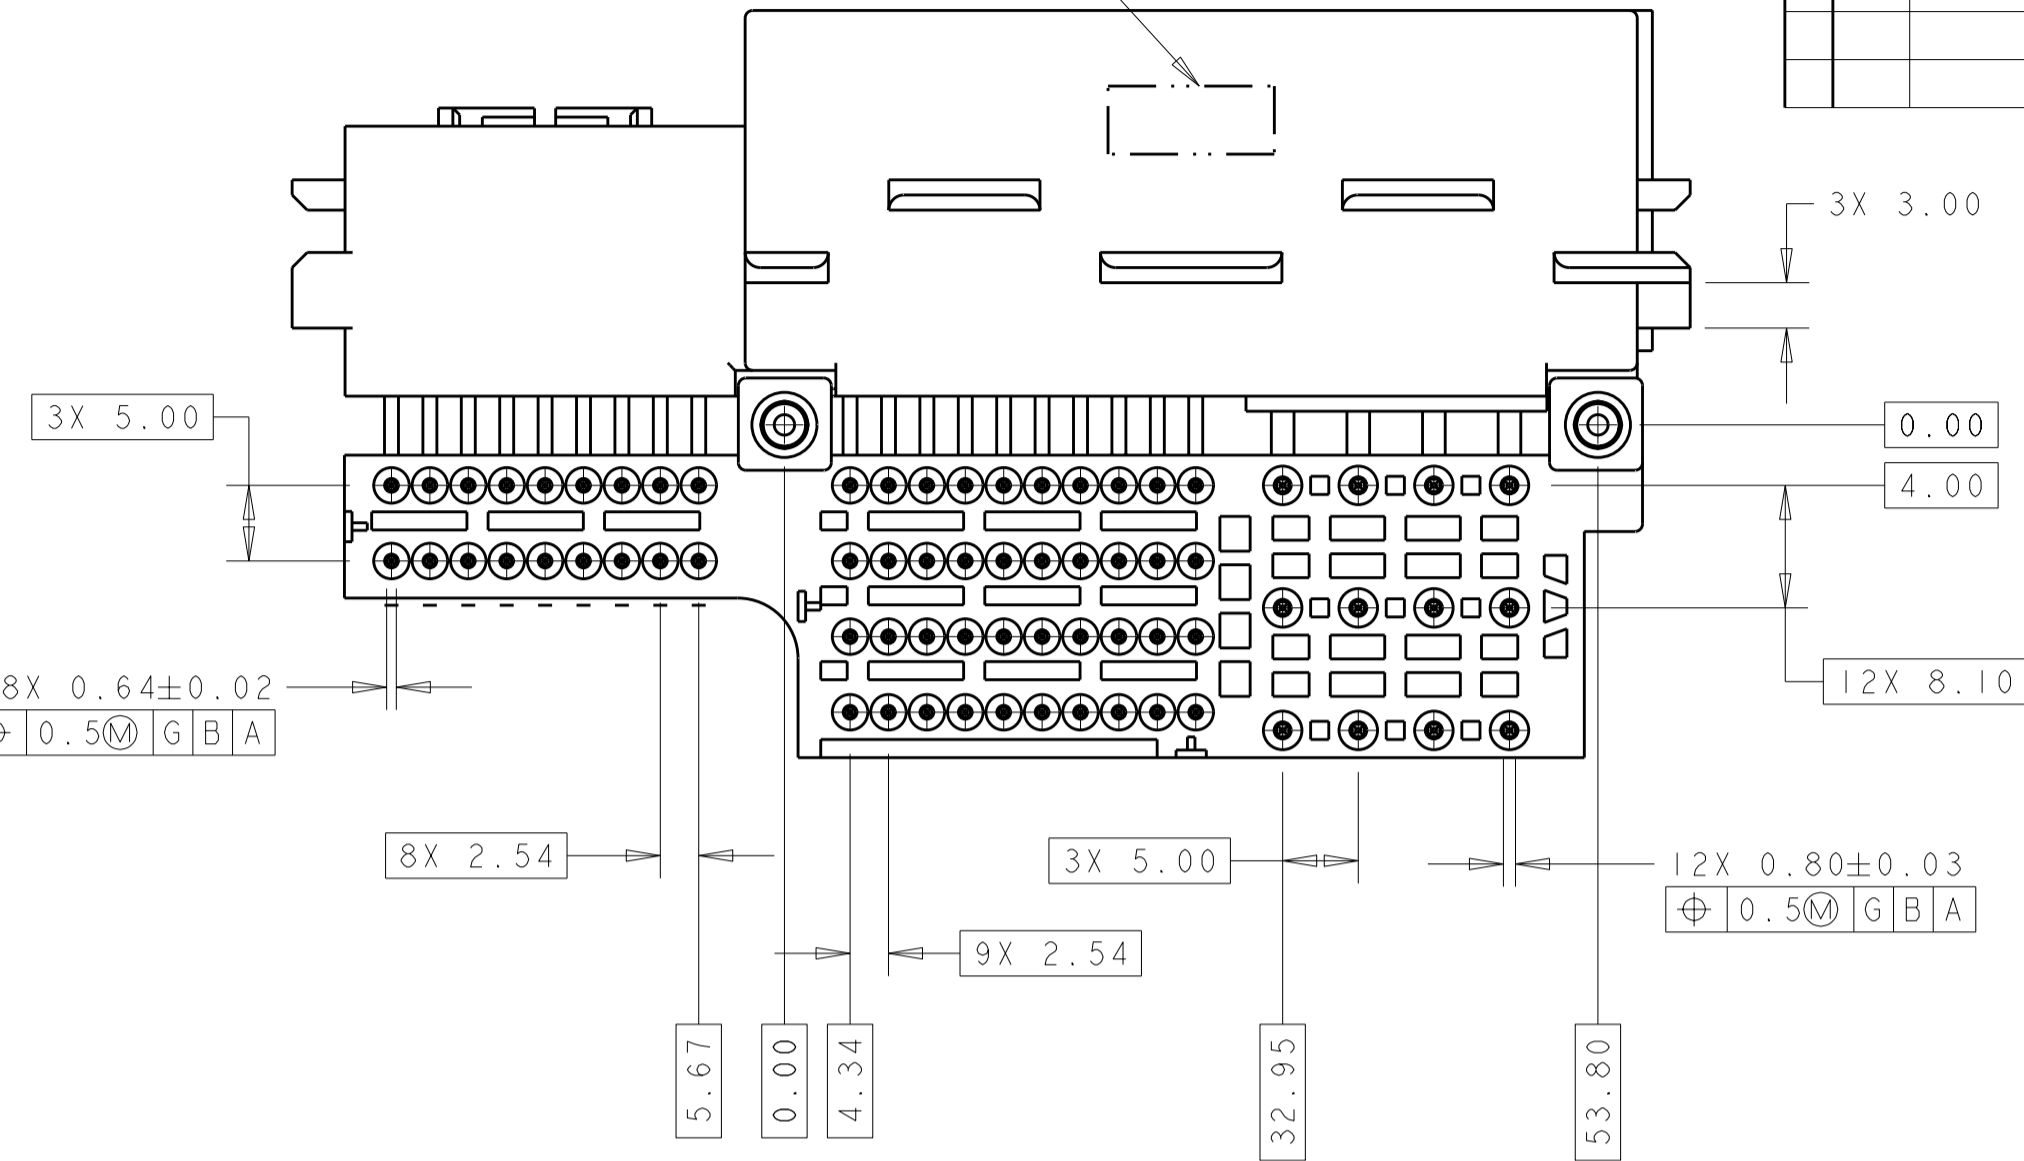 3X 3.00
3X 5.00
0.00
4.00
8X 0.64±0.02
0.5Ⓜ G B A
12X 8.10
8X 2.54
3X 5.00
12X 0.80±0.03
⌖ 0.5Ⓜ G B A
9X 2.54
5.67
0.00
4.34
32.95
53.80